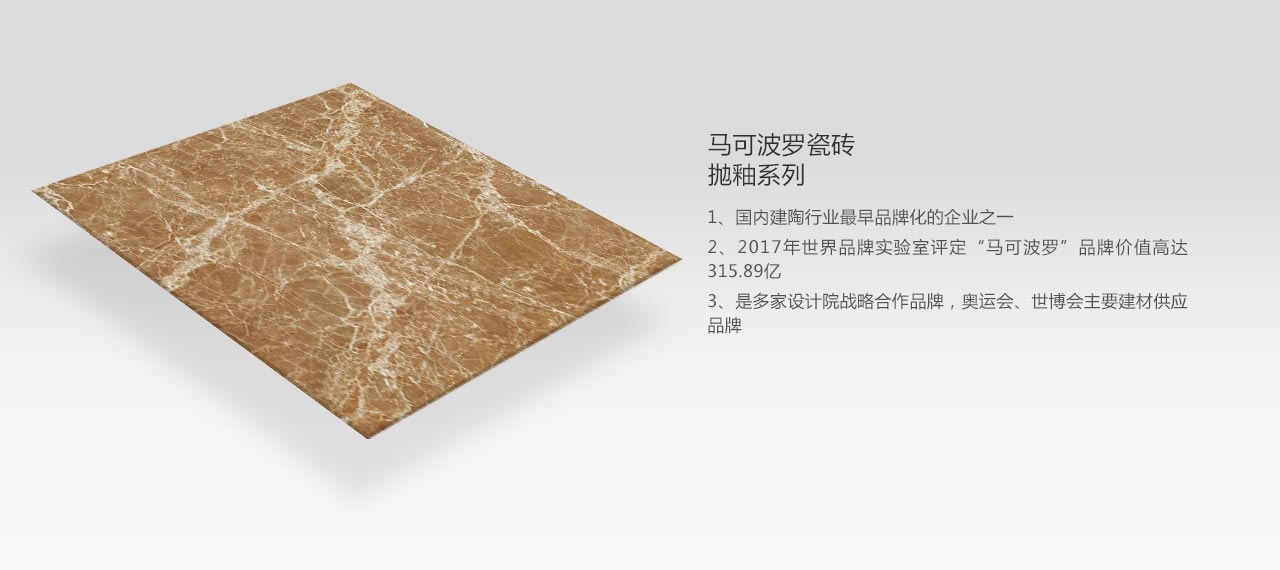 马可波罗瓷砖
抛釉系列
1、国内建陶行业最早品牌化的企业之一
2、2017年世界品牌实验室评定“马可波罗”品牌价值高达
315.89亿
3、是多家设计院战略合作品牌，奥运会、世博会主要建材供应
品牌